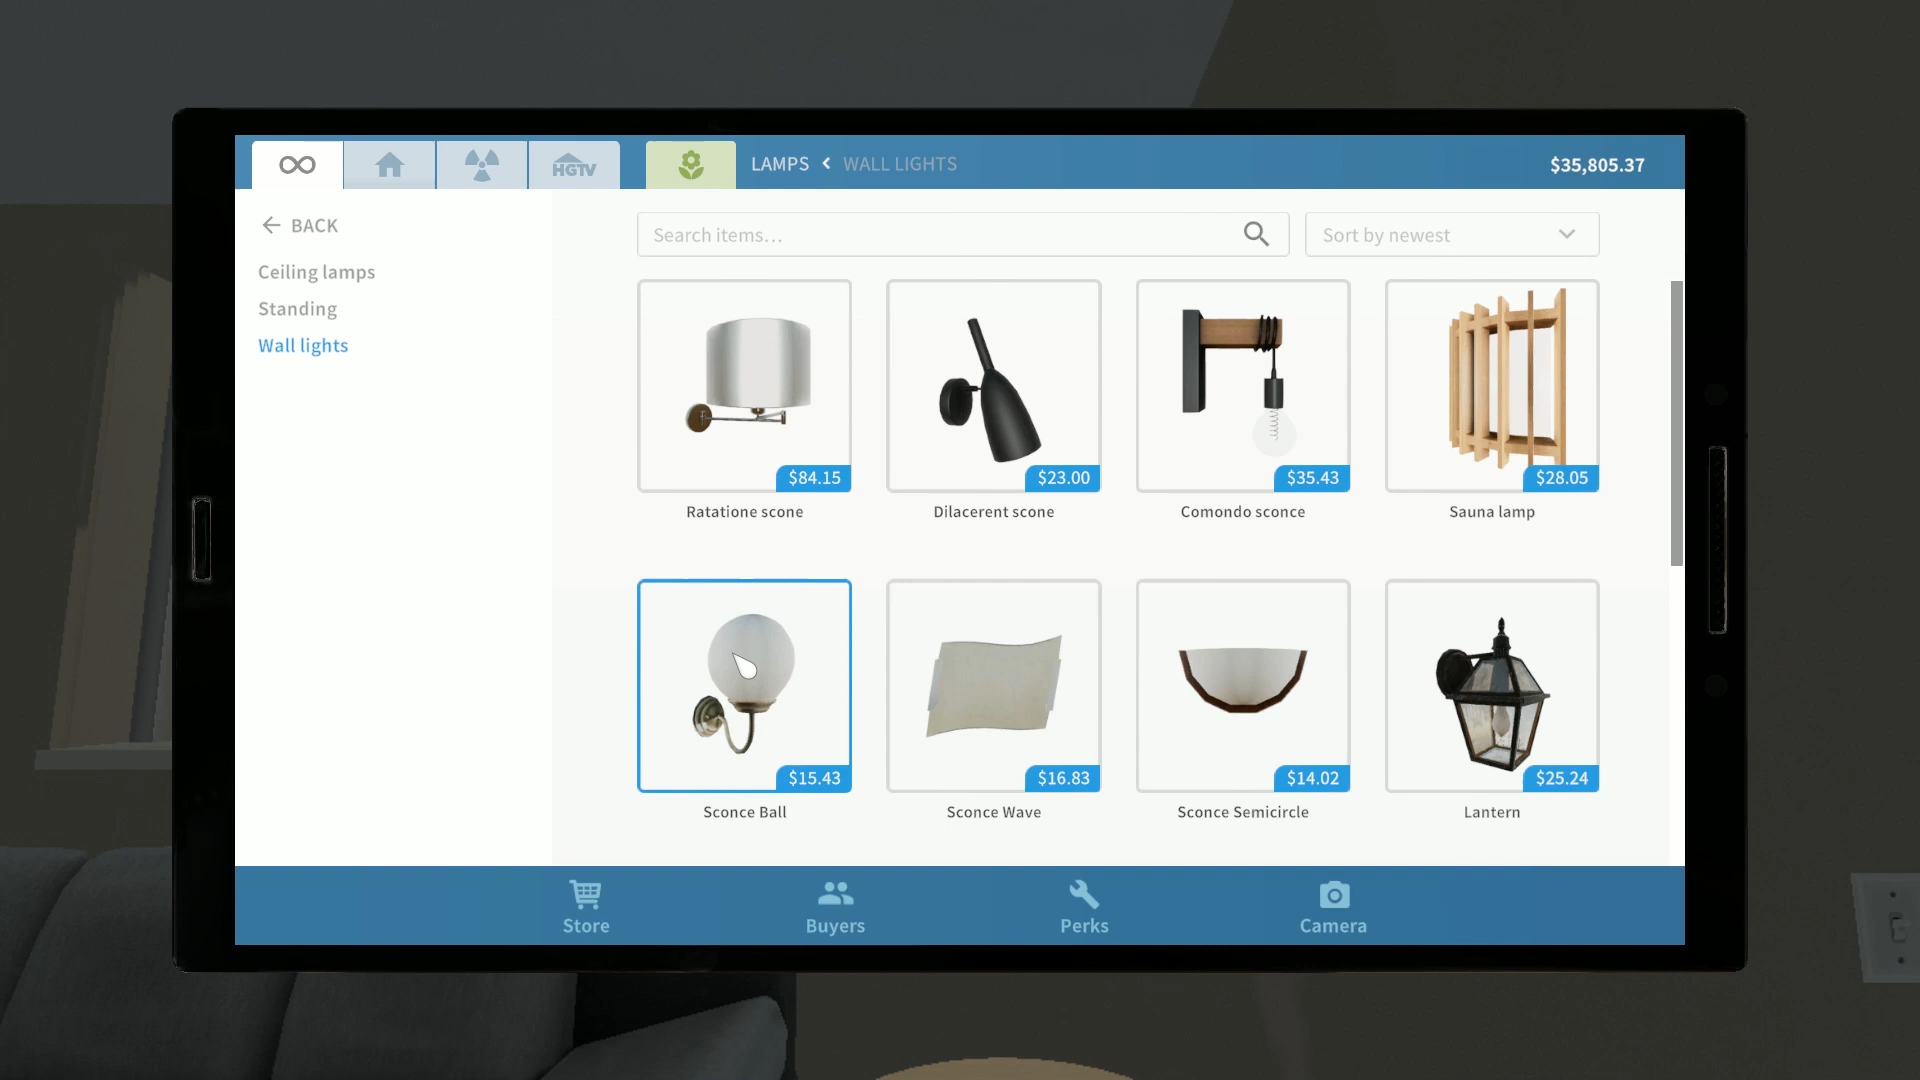 HGTV
LAMPS
WALL LIGHTS
$35,805.37
BACK
Ceiling lamps
Standing
Wall lights
Search items...
Sort by newest
$84.15
$23.00
$35.43
$28.05
Ratatione scone
Dilacerent scone
Comondo sconce
Sauna lamp
$15.43
$16.83
$14.02
$25.24
Sconce Ball
Sconce Wave
Sconce Semicircle
Lantern
Store
Buyers
Perks
Camera